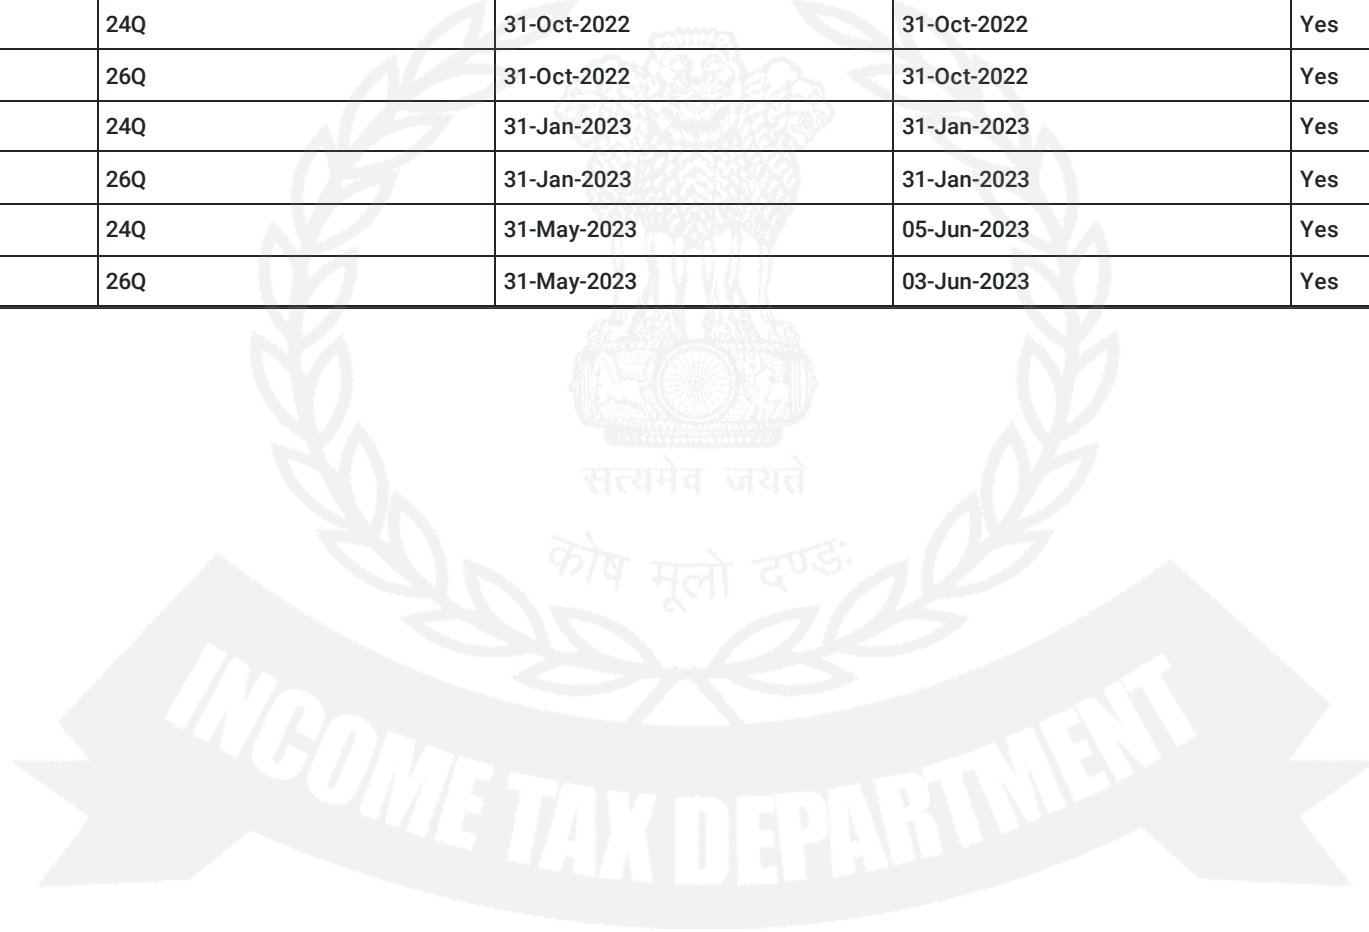 24Q 31-Oct-2022 31-Oct-2022 Yes
26Q 31-Oct-2022 31-Oct-2022 Yes
24Q 31-Jan-2023 31-Jan-2023 Yes
26Q 31-Jan-2023 31-Jan-2023 Yes
24Q 31-May-2023 05-Jun-2023 Yes
26Q 31-May-2023 03-Jun-2023 Yes
सत्यमेव जयते
कोष मूलो दण्ड:
INCOME TAX DEPARTMENT